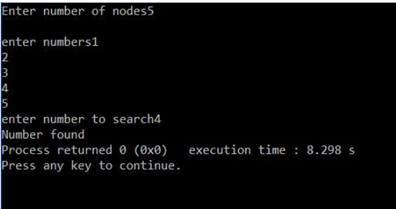 Enter number of nodes5
enter numbers1
2
3
4
5
enter number to search4
Number found
Process returned 0 (0x0)   execution time : 8.298 s
Press any key to continue.